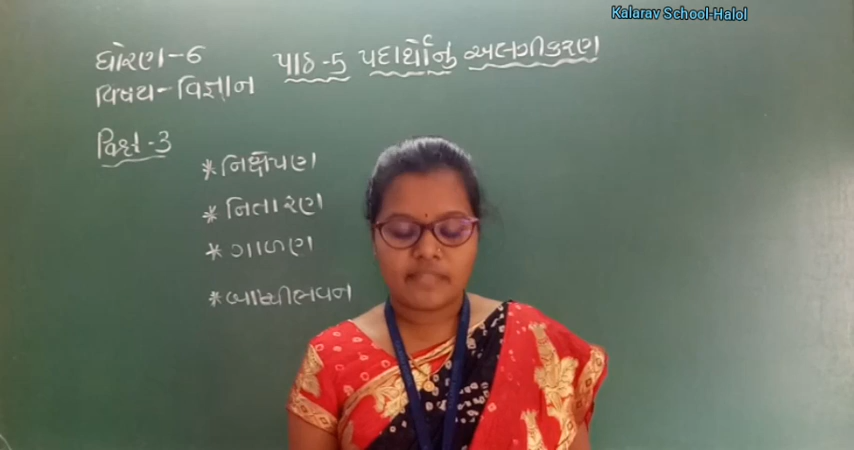 Kalarav School-Halol
ધોરણ-6
વિષય-વિજ્ઞાન
પાઠ-5 પદાર્થોનું અલગીકરણ
વિડીયો-3
* નિક્ષેપણ
* નિતારણ
* ગાળણ
* બાષ્પીભવન